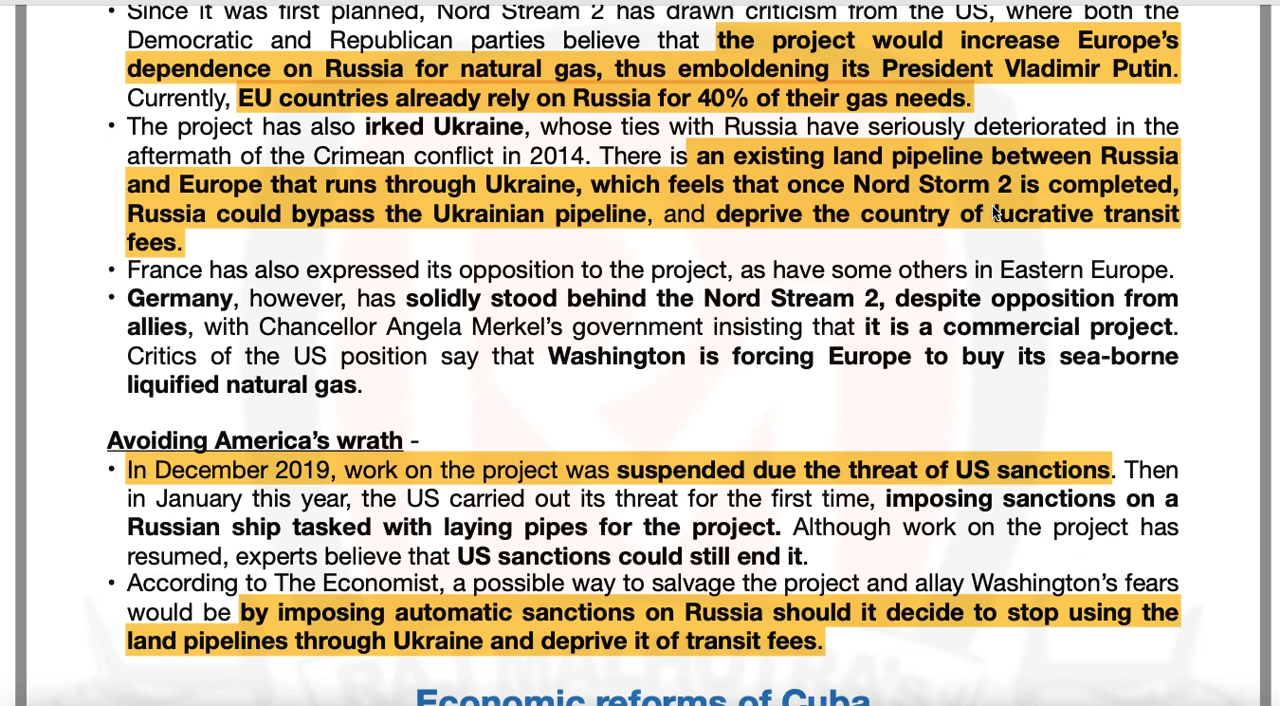 • Since it was first planned, Nord Stream 2 has drawn criticism from the US, where both the
Democratic and Republican parties believe that the project would increase Europe's
dependence on Russia for natural gas, thus emboldening its President Vladimir Putin.
Currently, EU countries already rely on Russia for 40% of their gas needs.
• The project has also irked Ukraine, whose ties with Russia have seriously deteriorated in the
aftermath of the Crimean conflict in 2014. There is an existing land pipeline between Russia
and Europe that runs through Ukraine, which feels that once Nord Storm 2 is completed,
Russia could bypass the Ukrainian pipeline, and deprive the country of lucrative transit
fees.
• France has also expressed its opposition to the project, as have some others in Eastern Europe.
• Germany, however, has solidly stood behind the Nord Stream 2, despite opposition from
allies, with Chancellor Angela Merkel's government insisting that it is a commercial project.
Critics of the US position say that Washington is forcing Europe to buy its sea-borne
liquified natural gas.
Avoiding America's wrath -
• In December 2019, work on the project was suspended due the threat of US sanctions. Then
in January this year, the US carried out its threat for the first time, imposing sanctions on a
Russian ship tasked with laying pipes for the project. Although work on the project has
resumed, experts believe that US sanctions could still end it.
• According to The Economist, a possible way to salvage the project and allay Washington's fears
would be by imposing automatic sanctions on Russia should it decide to stop using the
land pipelines through Ukraine and deprive it of transit fees.
Economic reforms of Cuba